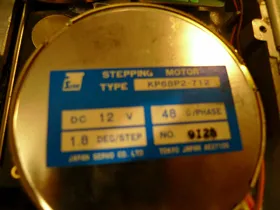 STEPPING MOTOR
TYPE KP68P2-712
DC 12 V
48 Ω/PHASE
1.8 DEG/STEP
NO. 9128
JAPAN SERVO CO. LTD TOKYO JAPAN